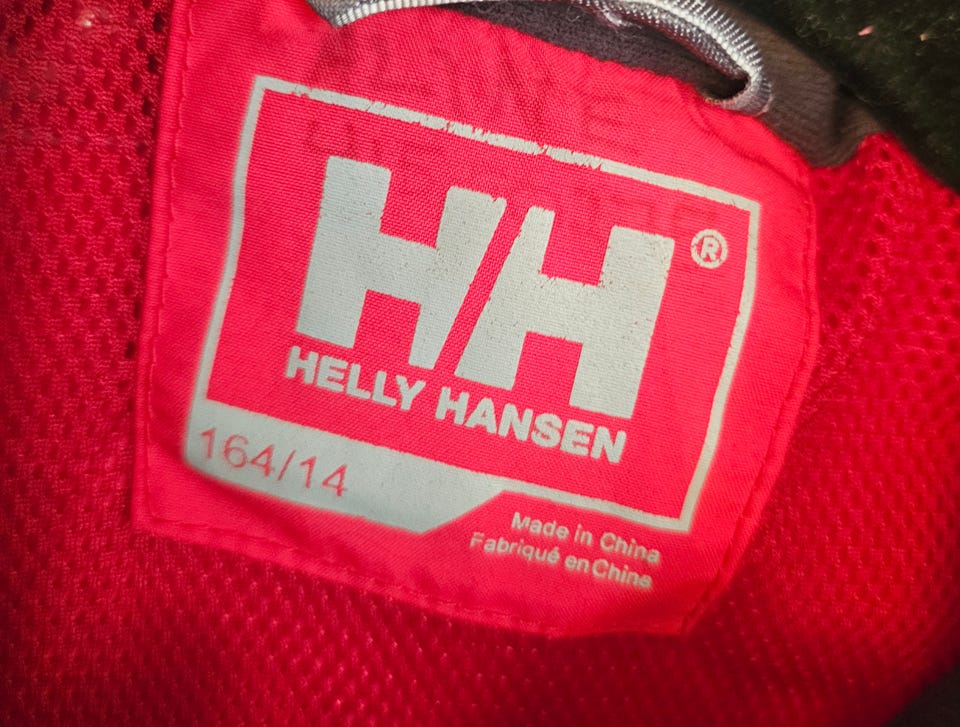 HH®
HELLY HANSEN
164/14
Made in China
Fabriqué en Chine